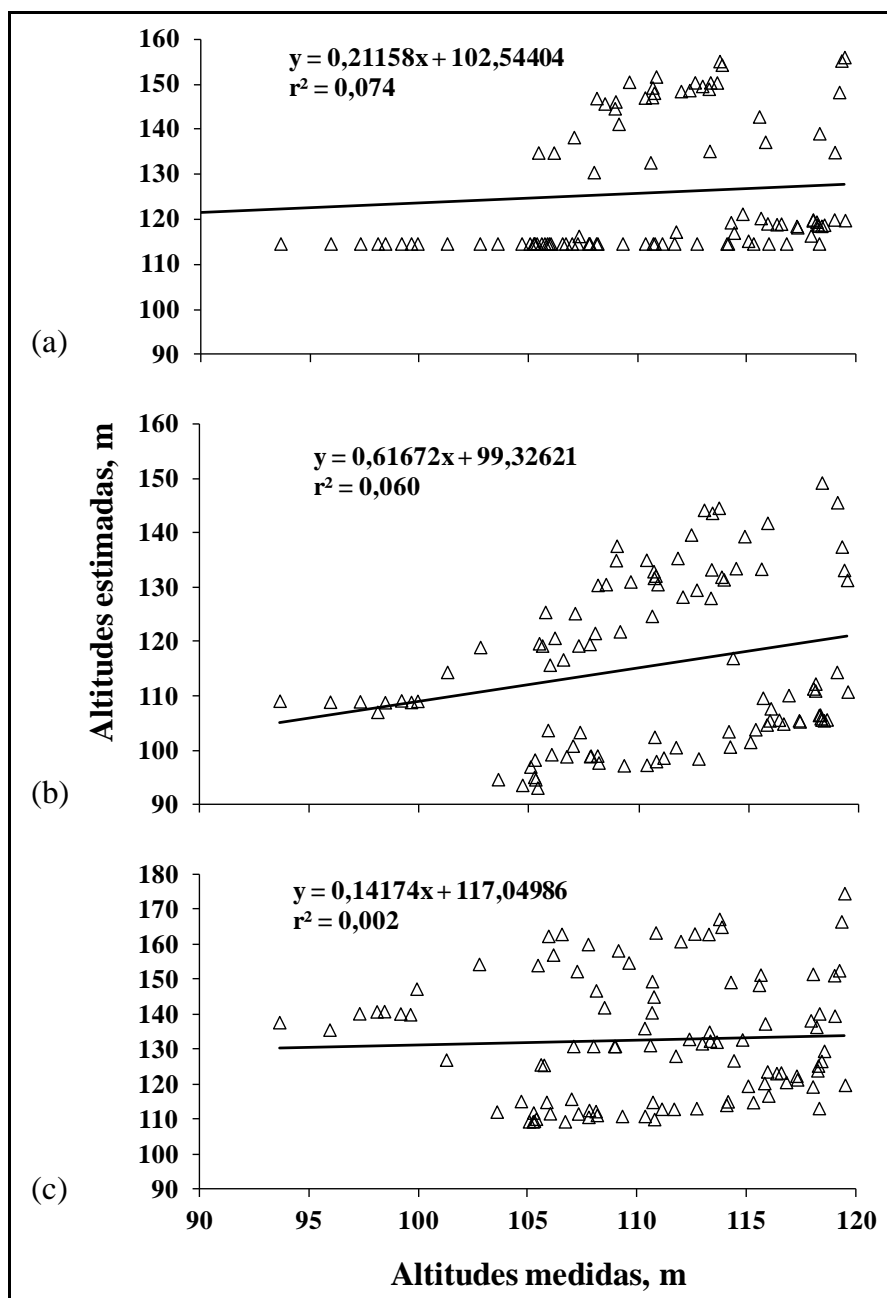 160
150
140
130
120
110
100
90
y = 0,21158x + 102,54404
r² = 0,074
(a)
160
150
140
130
120
110
100
90
y = 0,61672x + 99,32621
r² = 0,060
Altitudes estimadas, m
(b)
180
170
160
150
140
130
120
110
100
90
y = 0,14174x + 117,04986
r² = 0,002
(c)
90 95 100 105 110 115 120
Altitudes medidas, m